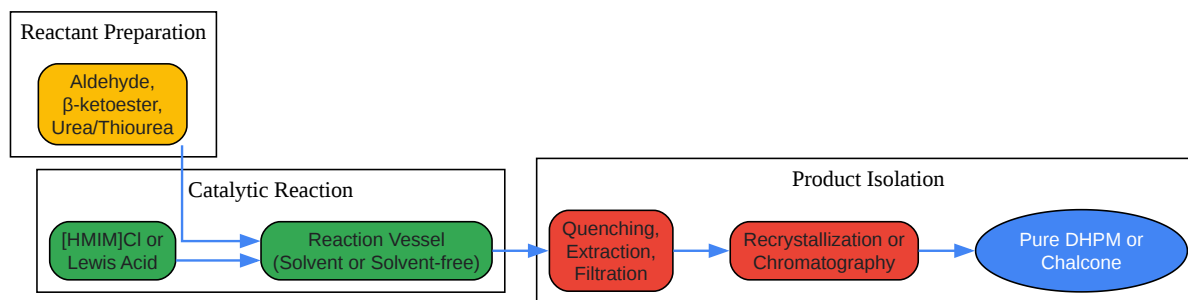 Reactant Preparation
Aldehyde,
β-ketoester,
Urea/Thiourea
Catalytic Reaction
[HMIM]Cl or
Lewis Acid
Reaction Vessel
(Solvent or Solvent-free)
Product Isolation
Quenching,
Extraction,
Filtration
Recrystallization or
Chromatography
Pure DHPM or
Chalcone